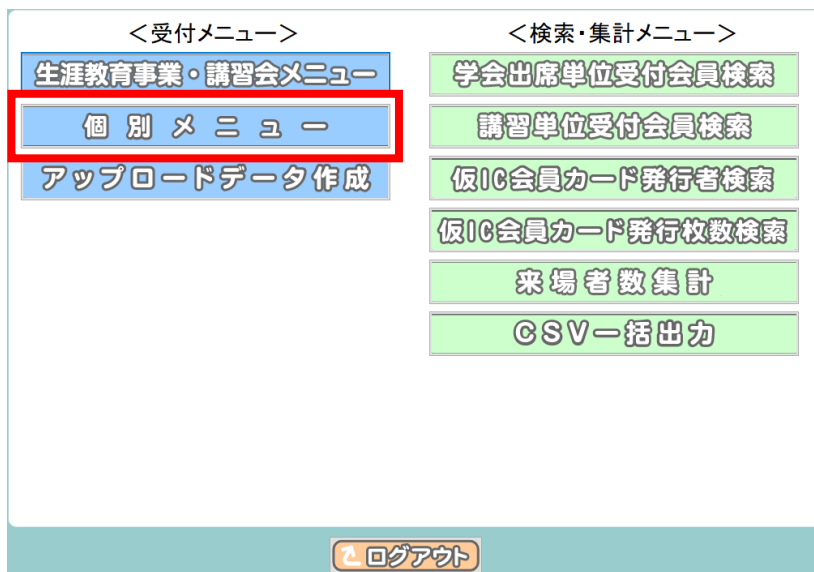 <受付メニュー>
生涯教育事業・講習会メニュー
個別メニュー
アップロードデータ作成
<検索・集計メニュー>
学会出席単位受付会員検索
講習単位受付会員検索
仮IC会員カード発行者検索
仮IC会員カード発行枚数検索
来場者数集計
CSV一括出力
ログアウト